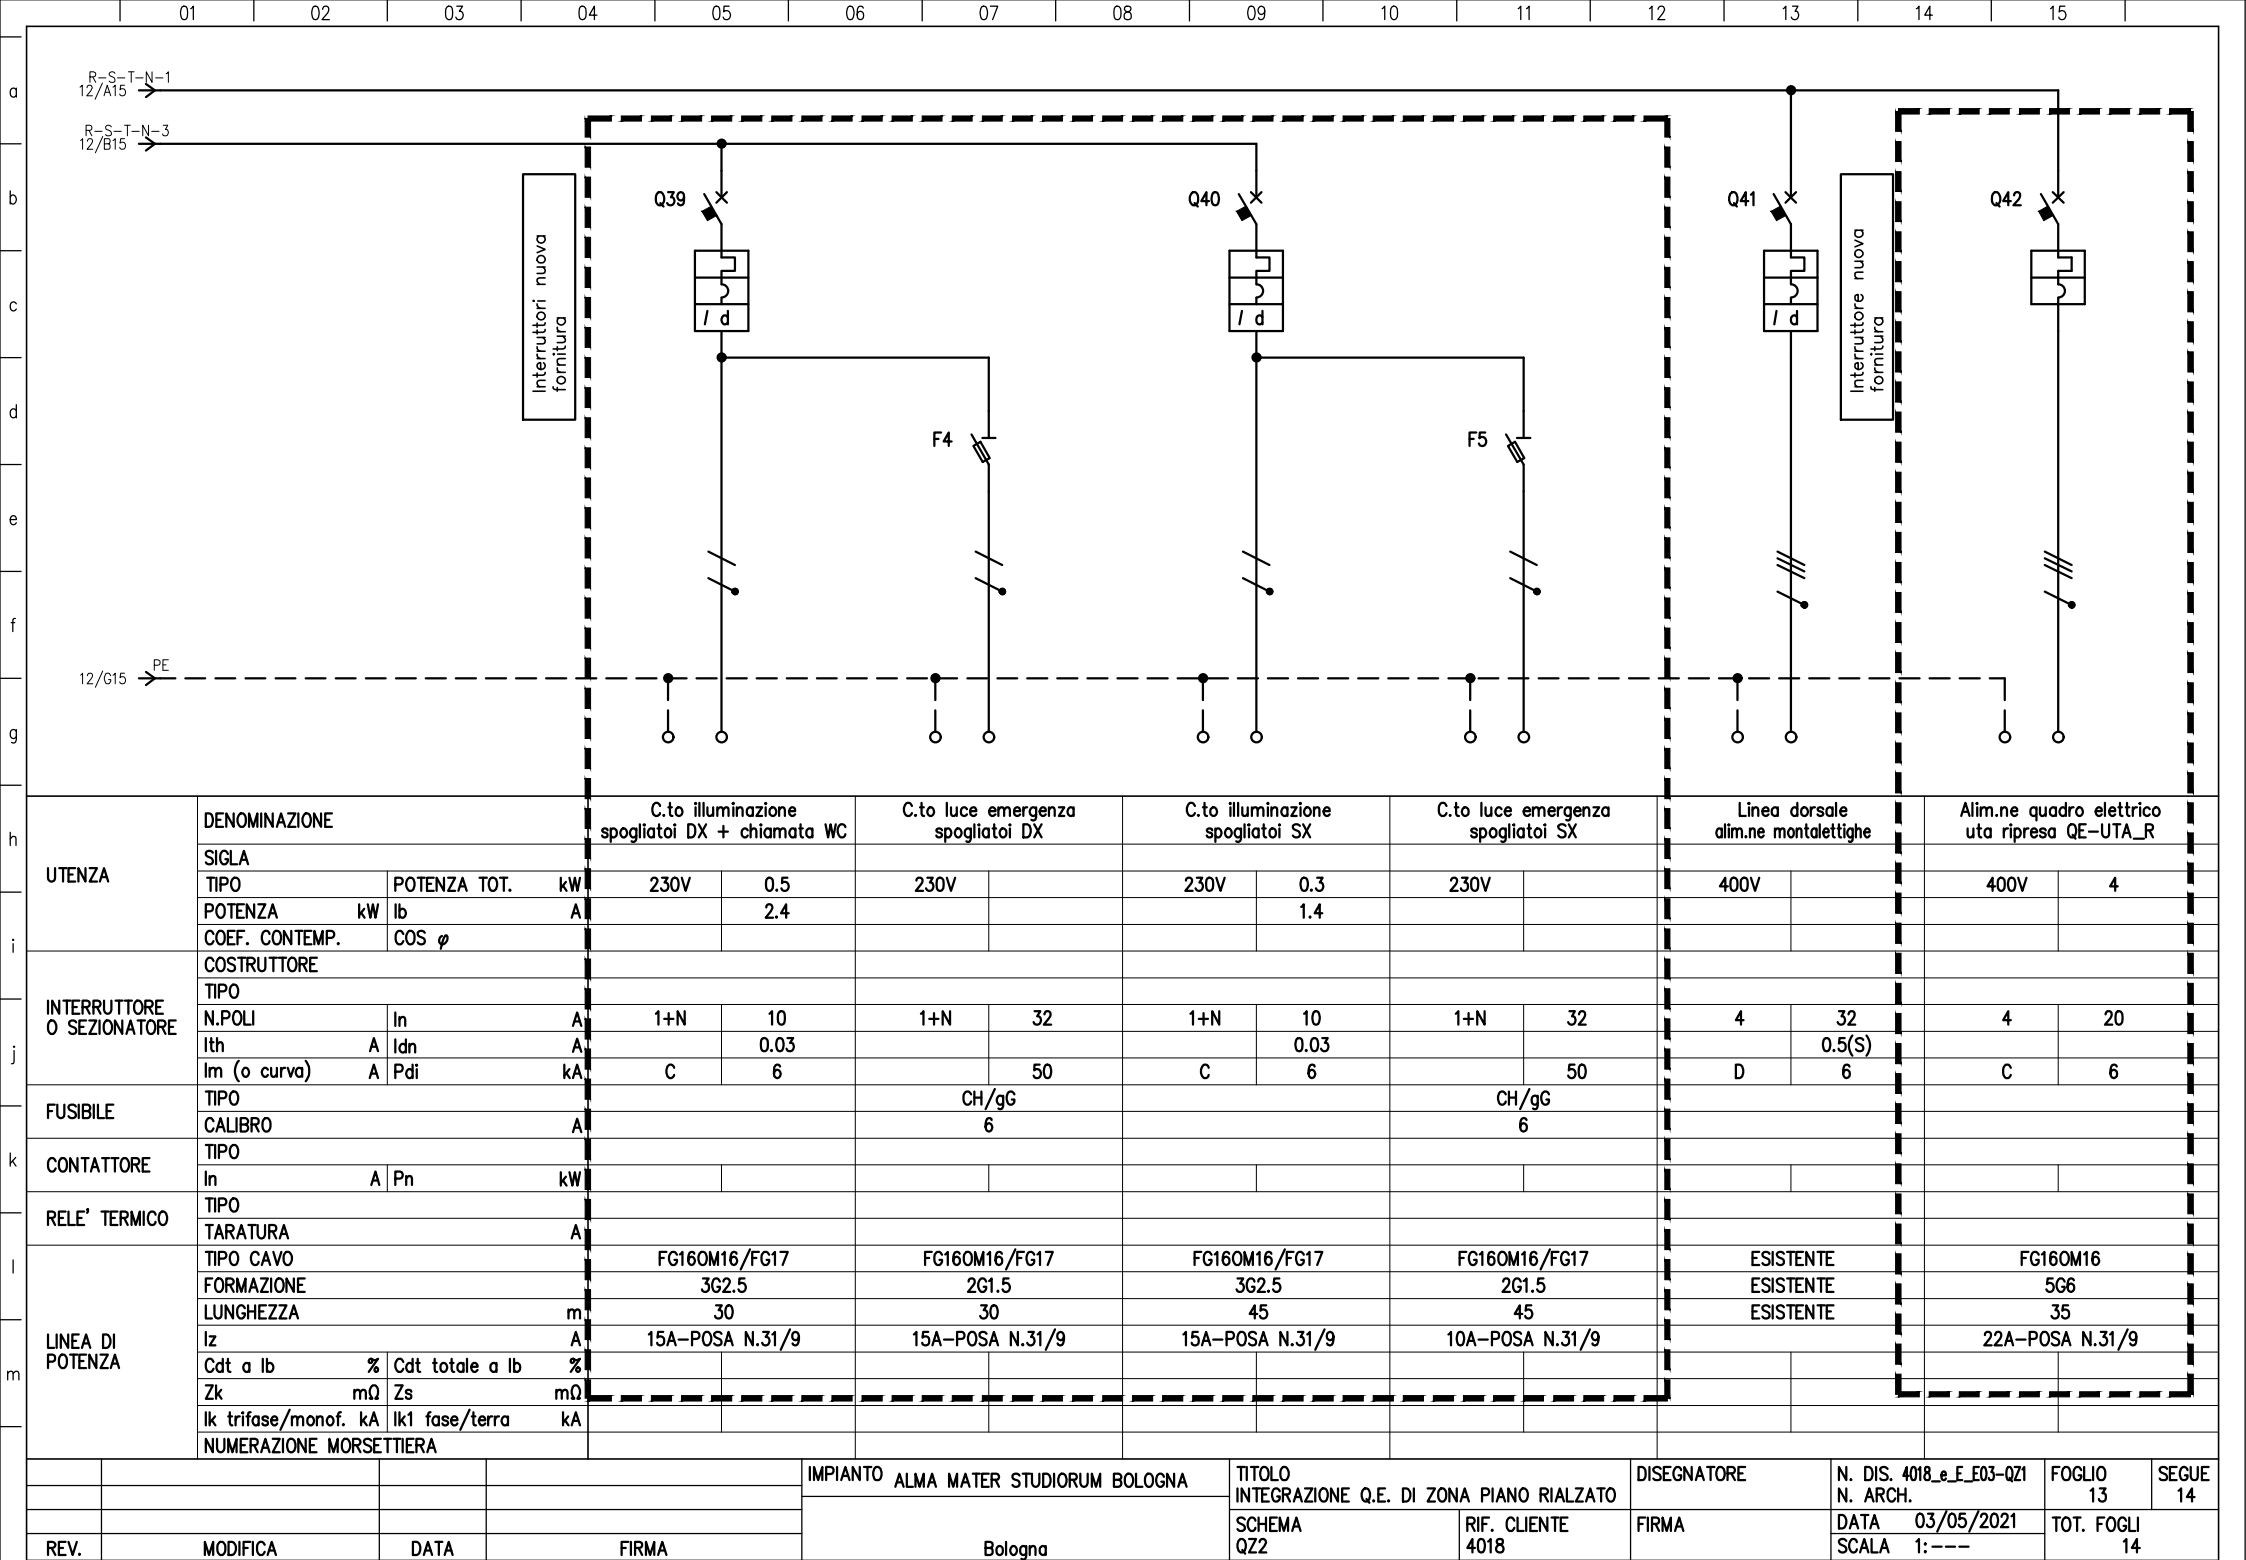 01 02 03 04 05 06 07 08 09 10 11 12 13 14 15
a
R-S-T-N-1
12/A15
R-S-T-N-3
12/B15
b
Q39 Q40 Q41 Q42
Interruttori nuova
fornitura
Interruttore nuova
fornitura
c
I d I d I d
d
F4 F5
e
f
PE
12/G15
g
h
UTENZA
DENOMINAZIONE
C.to illuminazione
spogliatoi DX + chiamata WC
C.to luce emergenza
spogliatoi DX
C.to illuminazione
spogliatoi SX
C.to luce emergenza
spogliatoi SX
Linea dorsale
alim.ne montalettighe
Alim.ne quadro elettrico
uta ripresa QE-UTA_R
SIGLA
TIPO POTENZA TOT. kW 230V 0.5 230V 230V 0.3 230V 400V 400V 4
POTENZA kW Ib A 2.4 1.4
COEF. CONTEMP. COS φ
i
INTERRUTTORE
O SEZIONATORE
COSTRUTTORE
TIPO
N.POLI In A 1+N 10 1+N 32 1+N 10 1+N 32 4 32 4 20
Ith A Idn A 0.03 0.03 0.5(S)
j
Im (o curva) A Pdi kA C 6 50 C 6 50 D 6 C 6
FUSIBILE
TIPO CH/gG CH/gG
CALIBRO A 6 6
k
CONTATTORE
TIPO
In A Pn kW
RELE' TERMICO
TIPO
TARATURA A
l
LINEA DI
POTENZA
TIPO CAVO FG16OM16/FG17 FG16OM16/FG17 FG16OM16/FG17 FG16OM16/FG17 ESISTENTE FG16OM16
FORMAZIONE 3G2.5 2G1.5 3G2.5 2G1.5 ESISTENTE 5G6
LUNGHEZZA m 30 30 45 45 ESISTENTE 35
Iz A 15A-POSA N.31/9 15A-POSA N.31/9 15A-POSA N.31/9 10A-POSA N.31/9 22A-POSA N.31/9
m
Cdt a Ib % Cdt totale a Ib %
Zk mΩ Zs mΩ
Ik trifase/monof. kA Ik1 fase/terra kA
NUMERAZIONE MORSETTIERA
REV. MODIFICA DATA FIRMA
IMPIANTO ALMA MATER STUDIORUM BOLOGNA
Bologna
TITOLO
INTEGRAZIONE Q.E. DI ZONA PIANO RIALZATO
SCHEMA
QZ2
RIF. CLIENTE
4018
DISEGNATORE
FIRMA
N. DIS. 4018_e_E_E03-QZ1
N. ARCH.
DATA 03/05/2021
SCALA 1:---
FOGLIO
13
SEGUE
14
TOT. FOGLI
14